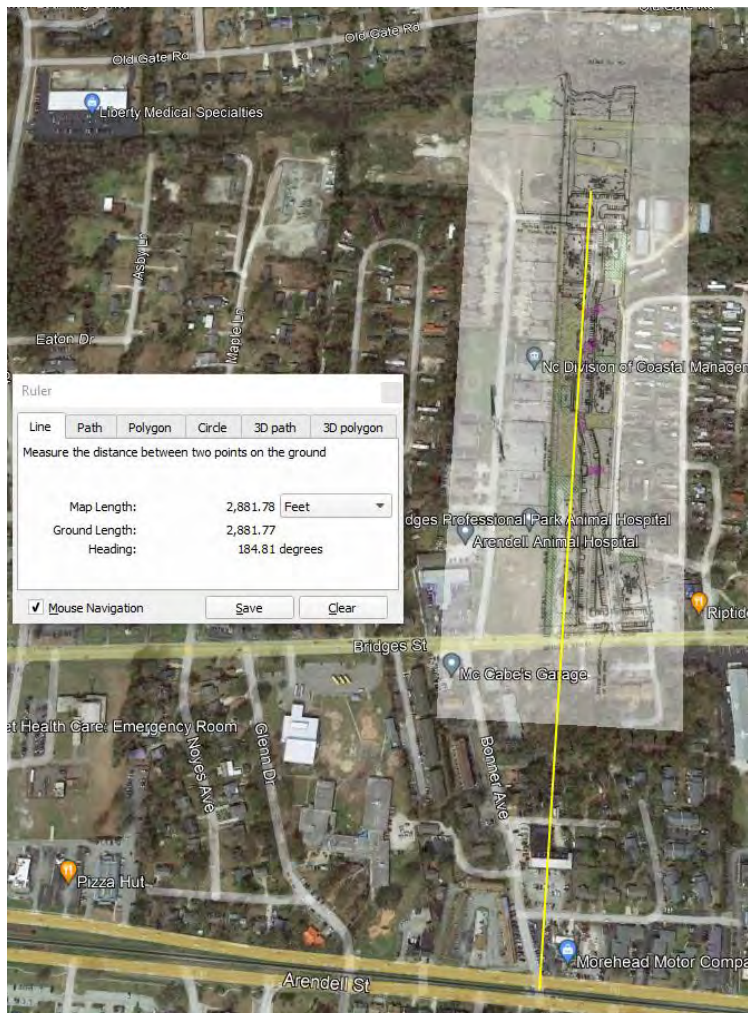 Old Gate Rd
Old Gate Rd
Liberty Medical Specialties
Asby Ln
Maple Ln
Eaton Dr
Nc Division of Coastal Managem
Ruler
Line Path Polygon Circle 3D path 3D polygon
Measure the distance between two points on the ground
Map Length: 2,881.78 Feet
Ground Length: 2,881.77
Heading: 184.81 degrees
Mouse Navigation Save Clear
dges Professional Park Animal Hospital
Arendell Animal Hospital
Riptide
Bridges St
Mc Cabe's Garage
et Health Care: Emergency Room
Noyes Ave
Glenn Dr
Bonner Ave
Pizza Hut
Morehead Motor Compa
Arendell St